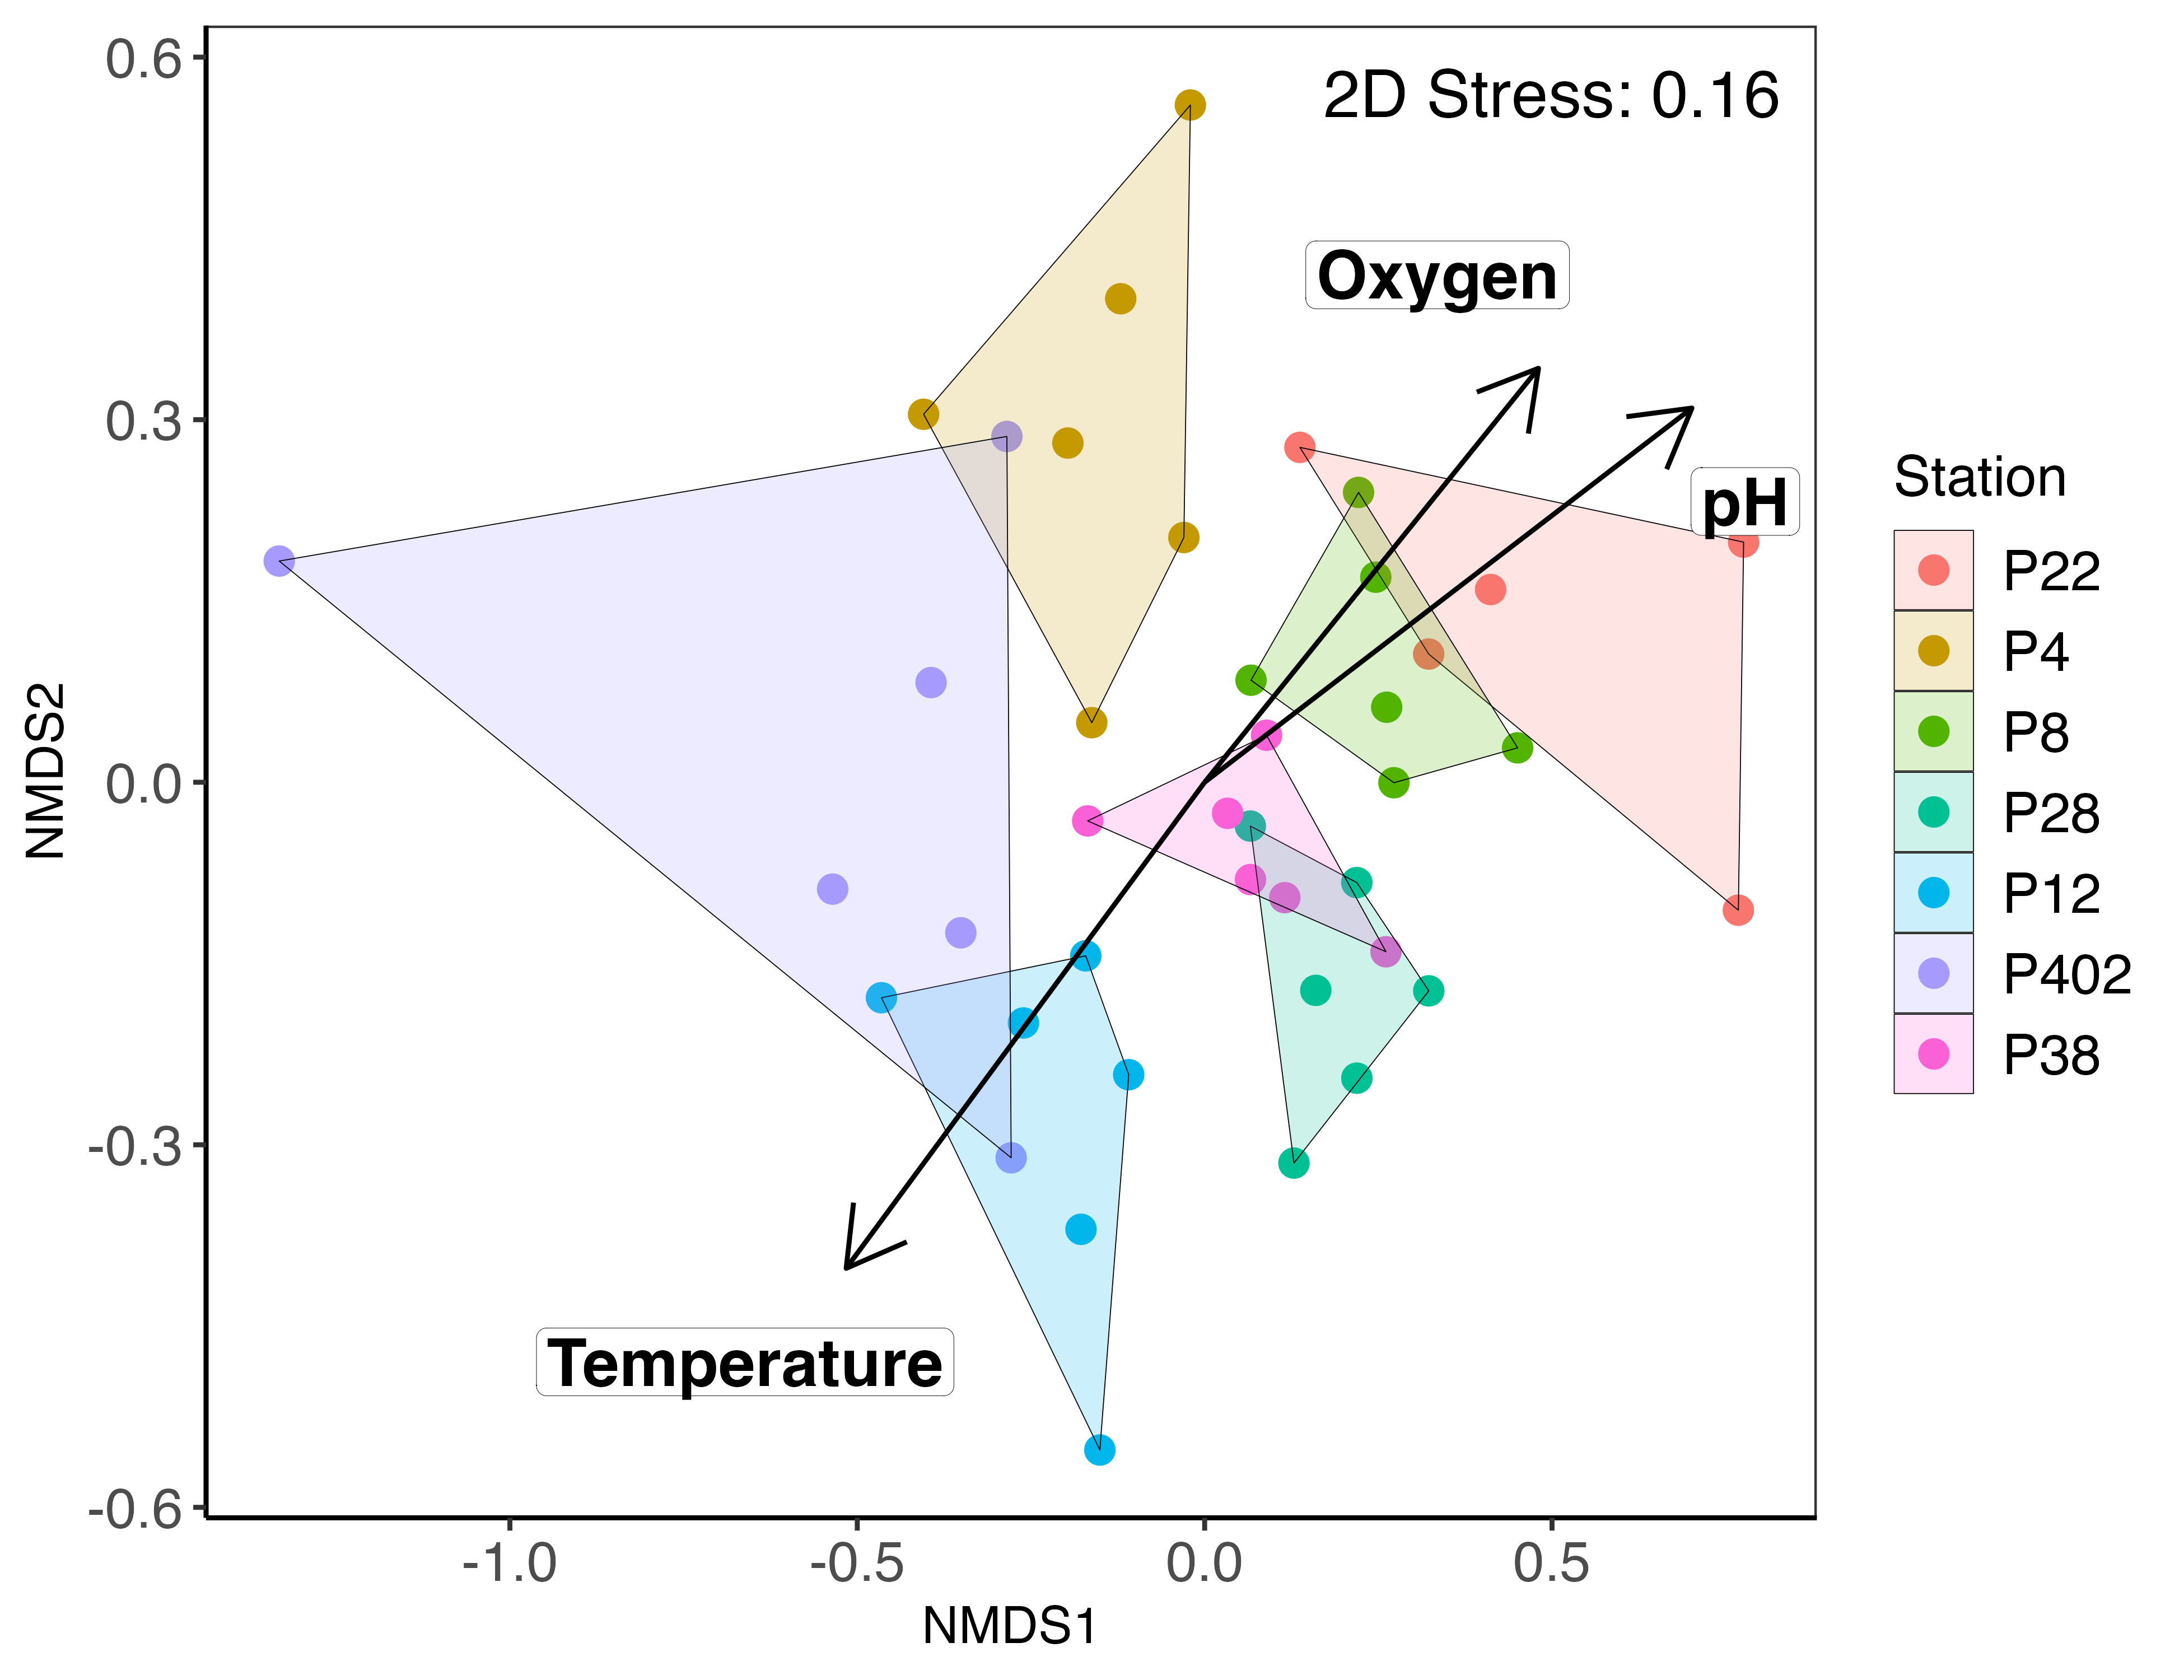 2D Stress: 0.16
Oxygen
pH
Temperature
NMDS2
0.6
0.3
0.0
-0.3
-0.6
-1.0
-0.5
0.0
0.5
NMDS1
Station
P22
P4
P8
P28
P12
P402
P38